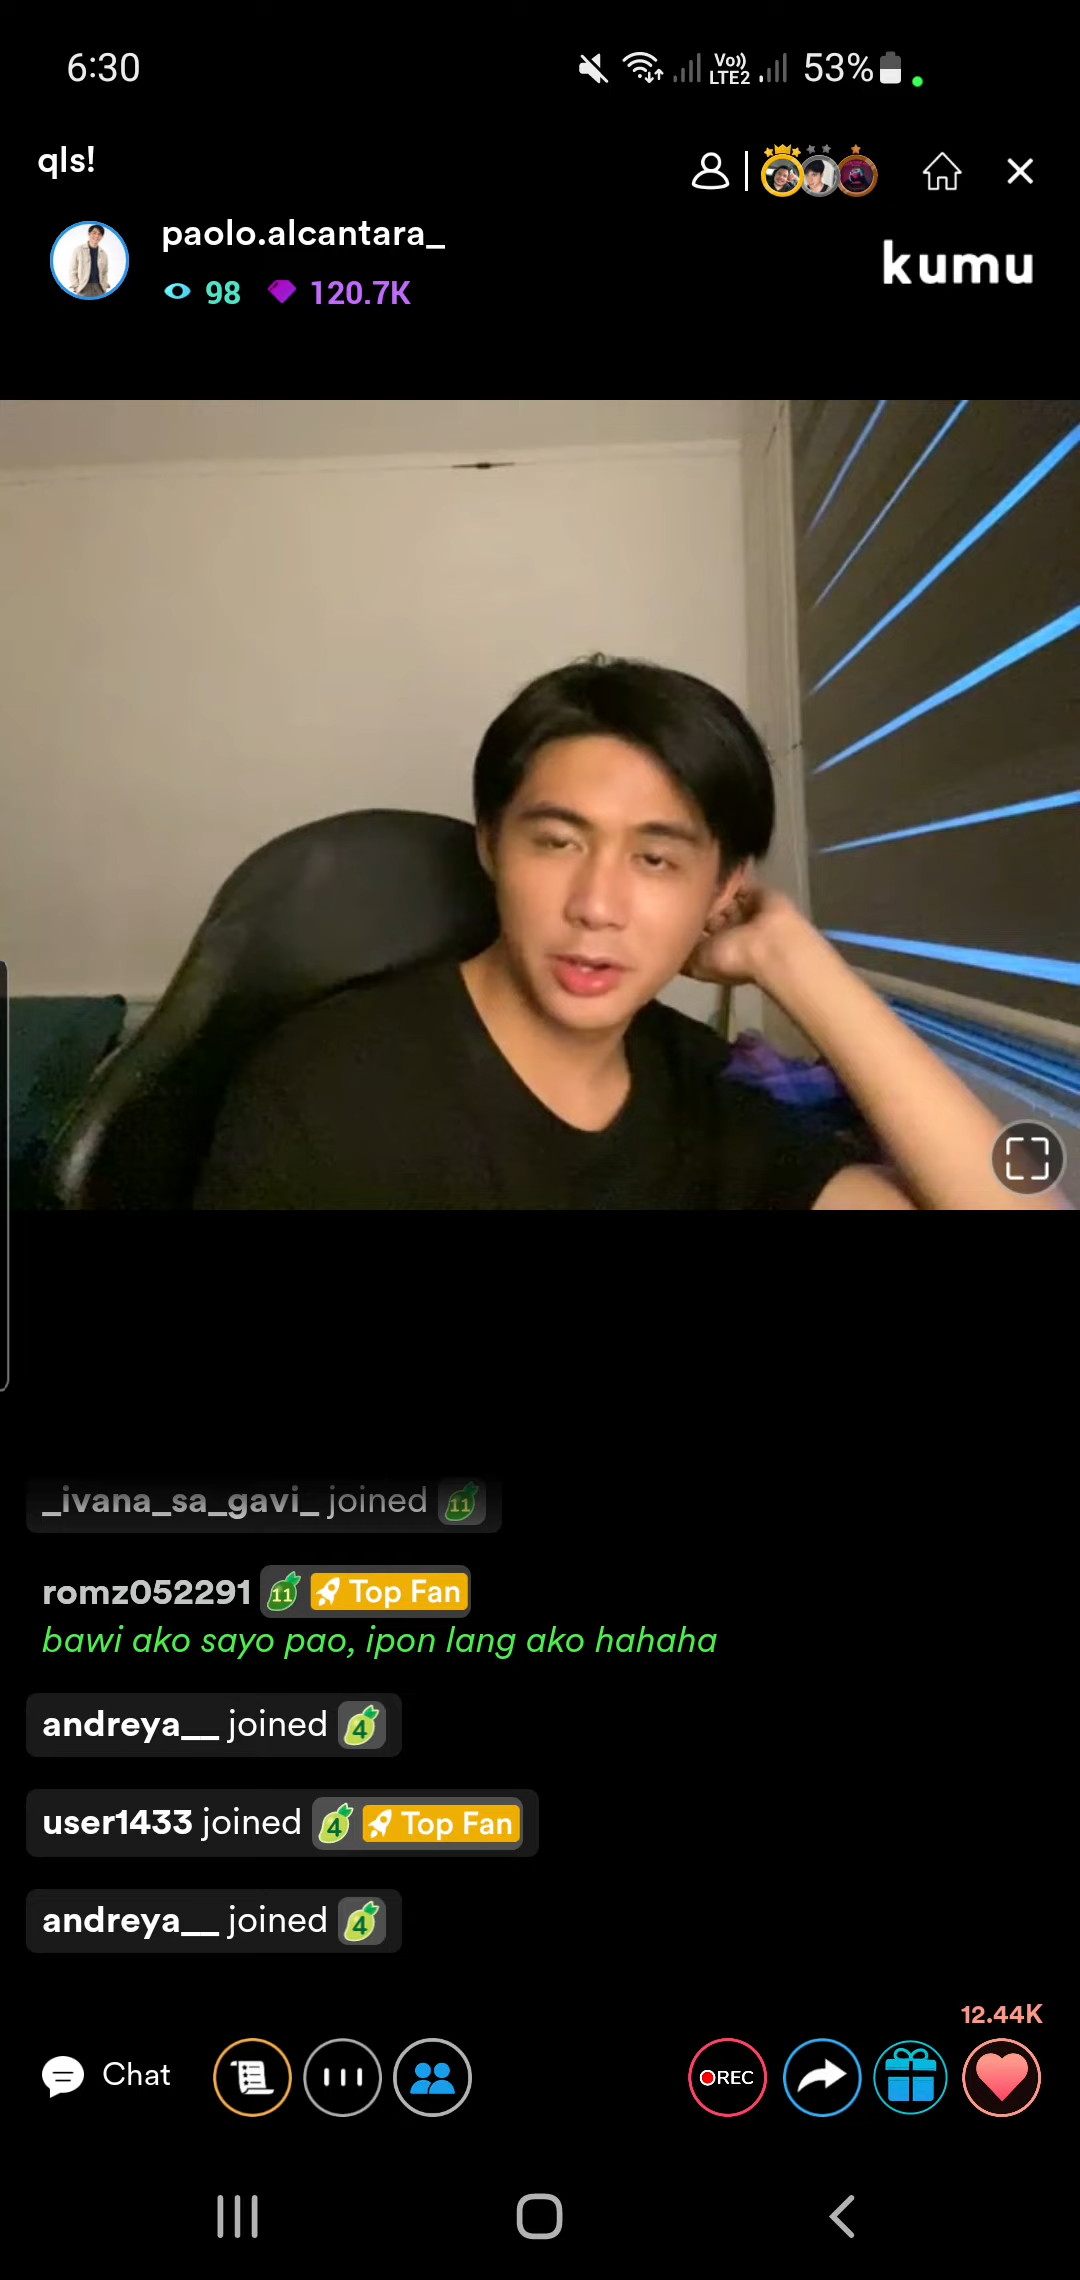 6:30
Vo))
LTE2
53%
qls!
paolo.alcantara_
98
120.7K
kumu
_ivana_sa_gavi_ joined 11
romz052291 11 Top Fan
bawi ako sayo pao, ipon lang ako hahaha
andreya__ joined 4
user1433 joined 4 Top Fan
andreya__ joined 4
12.44K
Chat
REC